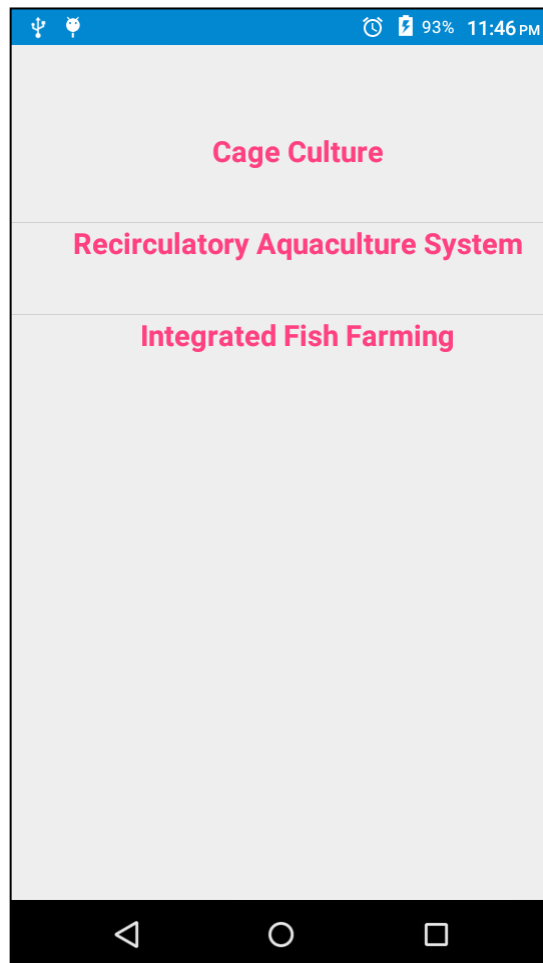 93% 11:46 PM
Cage Culture
Recirculatory Aquaculture System
Integrated Fish Farming